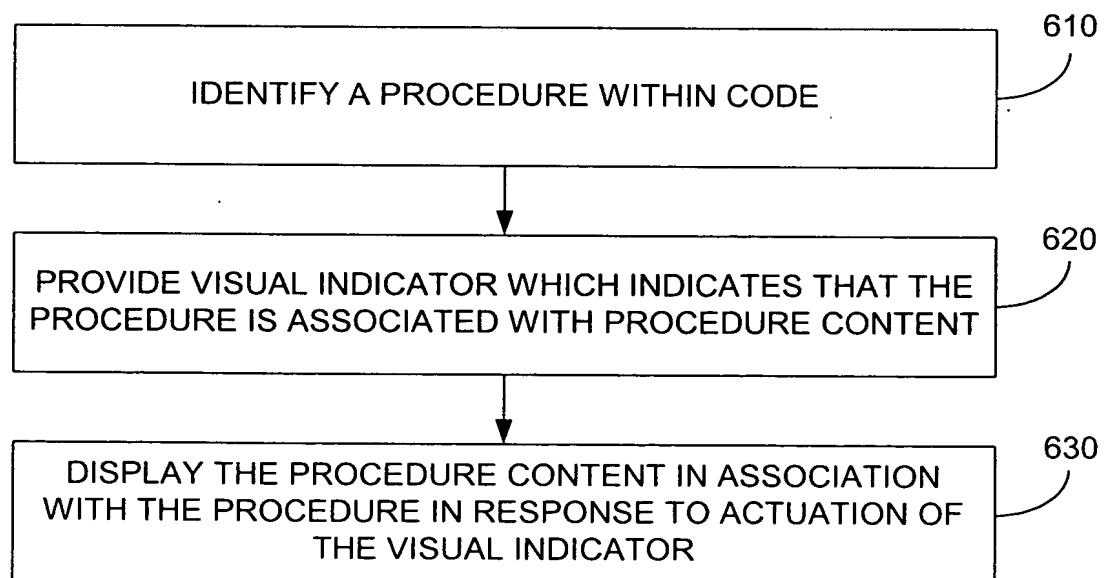 610
IDENTIFY A PROCEDURE WITHIN CODE
620
PROVIDE VISUAL INDICATOR WHICH INDICATES THAT THE
PROCEDURE IS ASSOCIATED WITH PROCEDURE CONTENT
630
DISPLAY THE PROCEDURE CONTENT IN ASSOCIATION
WITH THE PROCEDURE IN RESPONSE TO ACTUATION OF
THE VISUAL INDICATOR